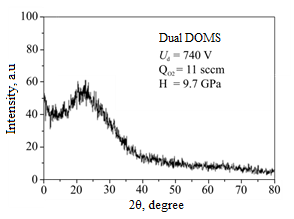 100
80
60
40
20
0
Intensity, a.u
Dual DOMS
Ud = 740 V
QO2 = 11 sccm
H = 9.7 GPa
0 10 20 30 40 50 60 70 80
2θ, degree